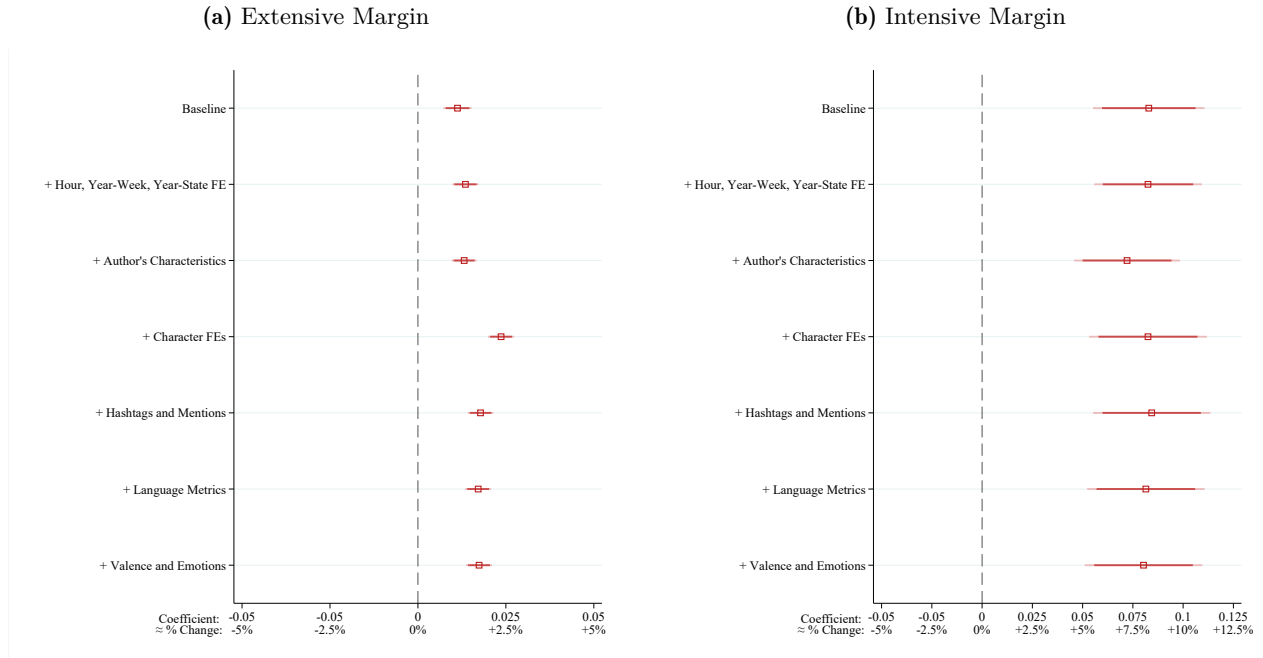 (a) Extensive Margin
Baseline
+ Hour, Year-Week, Year-State FE
+ Author's Characteristics
+ Character FEs
+ Hashtags and Mentions
+ Language Metrics
+ Valence and Emotions
Coefficient: -0.05 -0.05 0 0.025 0.05
≈ % Change: -5% -2.5% 0% +2.5% +5%
(b) Intensive Margin
Baseline
+ Hour, Year-Week, Year-State FE
+ Author's Characteristics
+ Character FEs
+ Hashtags and Mentions
+ Language Metrics
+ Valence and Emotions
Coefficient: -0.05 -0.05 0 0.025 0.05 0.075 0.1 0.125
≈ % Change: -5% -2.5% 0% +2.5% +5% +7.5% +10% +12.5%